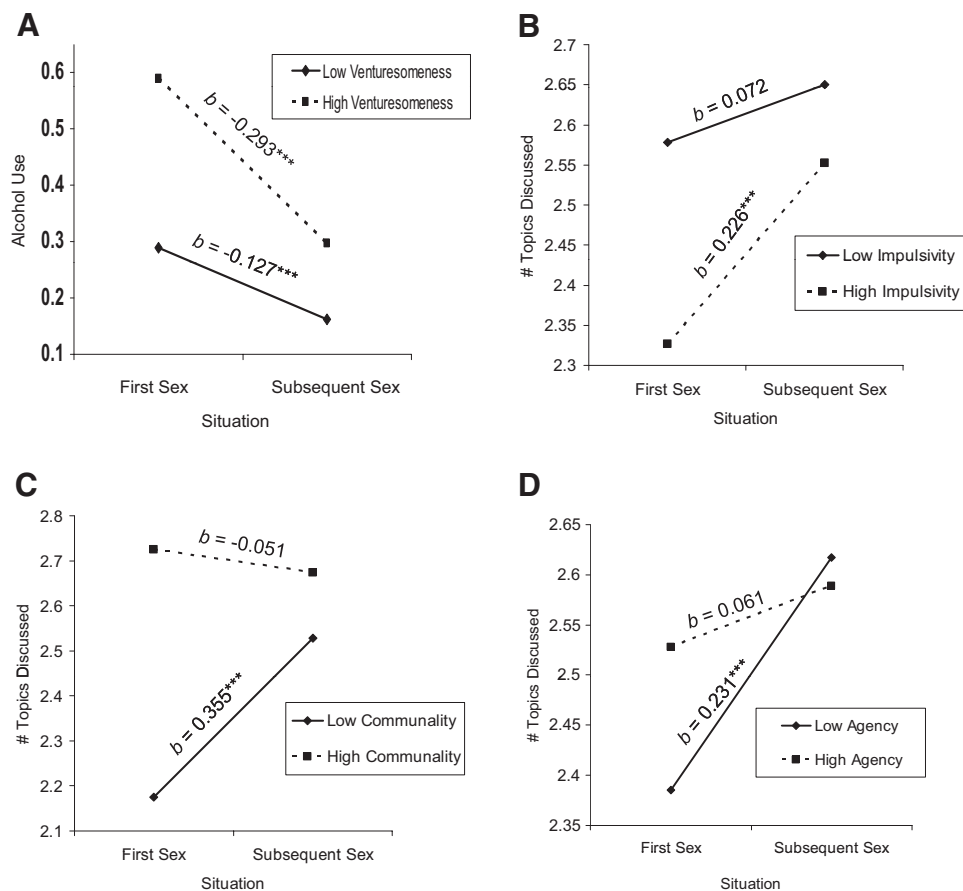 A
0.6
0.5
0.4
0.3
0.2
0.1
Alcohol Use
Low Venturesomeness
High Venturesomeness
b = -0.293***
b = -0.127***
First Sex
Subsequent Sex
Situation
B
2.7
2.65
2.6
2.55
2.5
2.45
2.4
2.35
2.3
# Topics Discussed
b = 0.072
b = 0.226***
Low Impulsivity
High Impulsivity
First Sex
Subsequent Sex
Situation
C
2.8
2.7
2.6
2.5
2.4
2.3
2.2
2.1
# Topics Discussed
b = -0.051
b = 0.355***
Low Communality
High Communality
First Sex
Subsequent Sex
Situation
D
2.65
2.6
2.55
2.5
2.45
2.4
2.35
# Topics Discussed
b = 0.061
b = 0.231***
Low Agency
High Agency
First Sex
Subsequent Sex
Situation